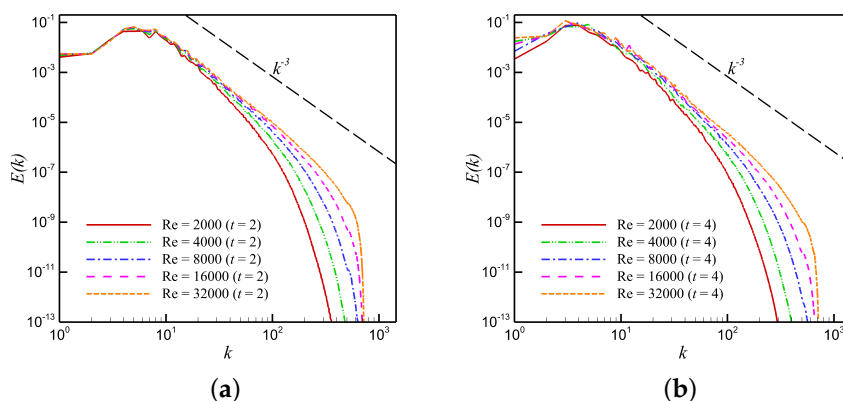 10^-1
10^-3
10^-5
10^-7
10^-9
10^-11
10^-13
E(k)
k^-3
Re = 2000 (t = 2)
Re = 4000 (t = 2)
Re = 8000 (t = 2)
Re = 16000 (t = 2)
Re = 32000 (t = 2)
10^0 10^1 10^2 10^3
k
(a)
10^-1
10^-3
10^-5
10^-7
10^-9
10^-11
10^-13
E(k)
k^-3
Re = 2000 (t = 4)
Re = 4000 (t = 4)
Re = 8000 (t = 4)
Re = 16000 (t = 4)
Re = 32000 (t = 4)
10^0 10^1 10^2 10^3
k
(b)